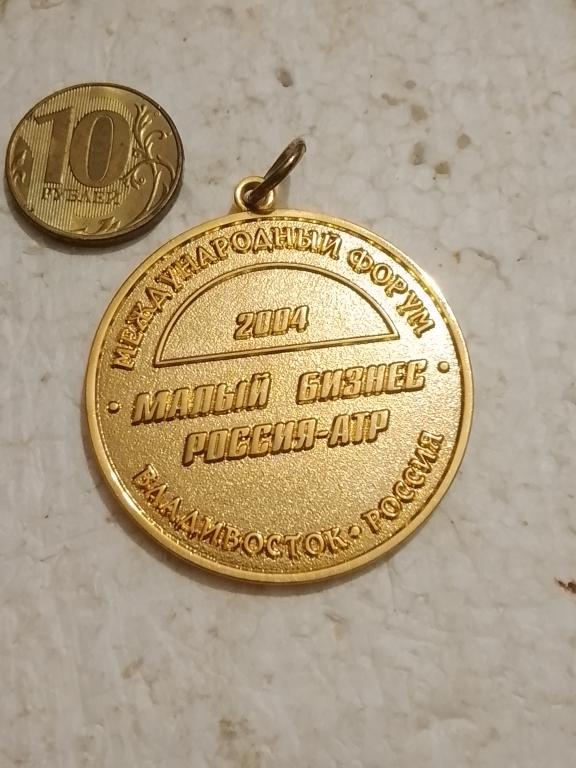 10
РУБЛЕЙ
МЕЖДУНАРОДНЫЙ ФОРУМ
2004
• МАЛЫЙ БИЗНЕС •
РОССИЯ-АТР
ВЛАДИВОСТОК • РОССИЯ